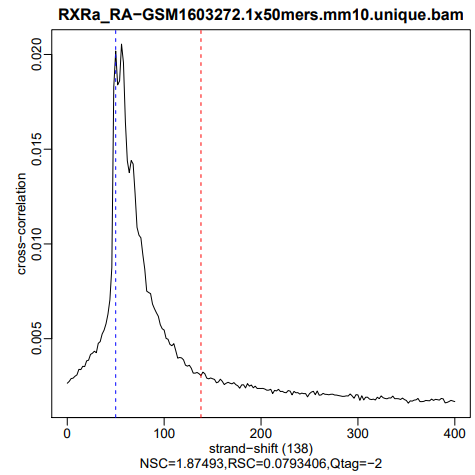 RXRa_RA−GSM1603272.1x50mers.mm10.unique.bam
cross−correlation
0.020
0.015
0.010
0.005
0 100 200 300 400
strand−shift (138)
NSC=1.87493,RSC=0.0793406,Qtag=−2